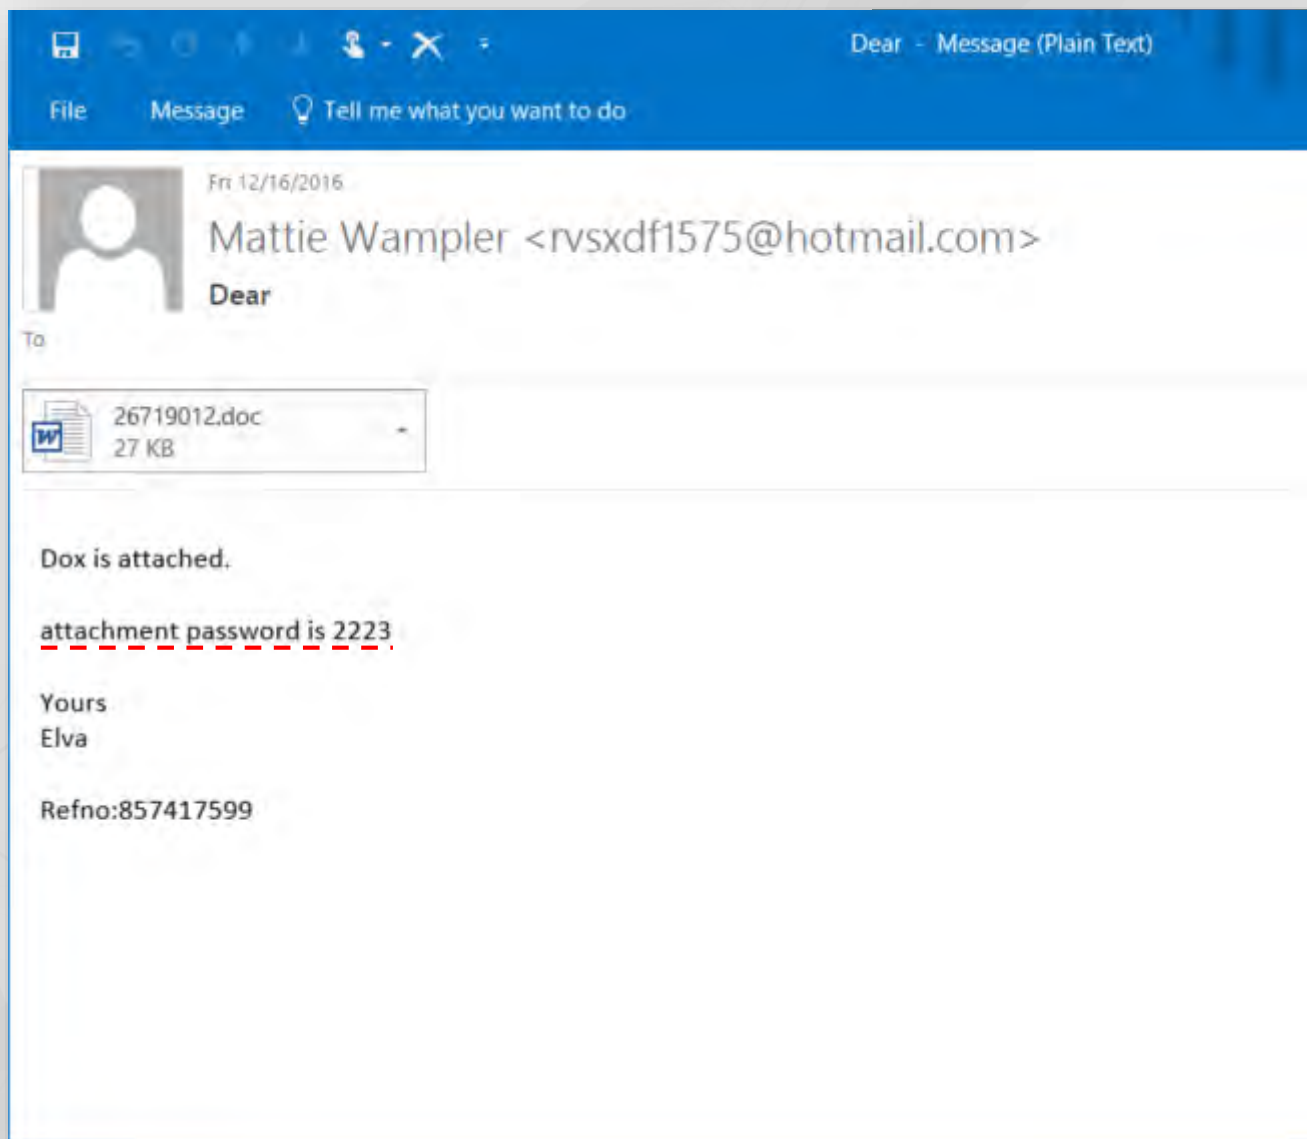 Dear - Message (Plain Text)
File Message Tell me what you want to do
Fri 12/16/2016
Mattie Wampler <rvsxdf1575@hotmail.com>
Dear
To
26719012.doc
27 KB
Dox is attached.
attachment password is 2223
Yours
Elva
Refno:857417599